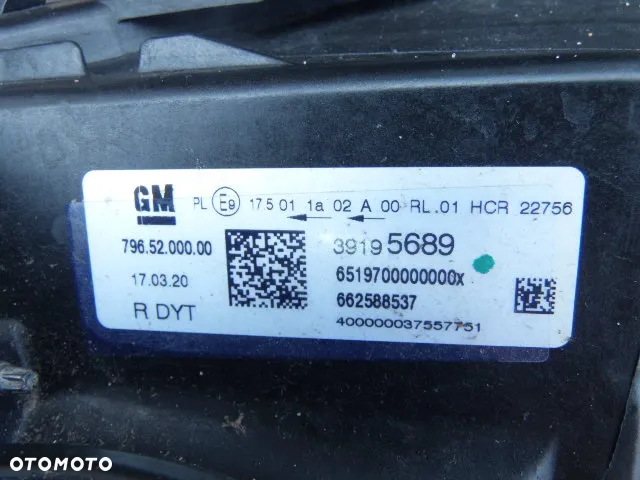 GM PL E9 17.5 01 1a 02 A 00 RL.01 HCR 22756
796.52.000.00 39195689
17.03.20 6519700000000x
R DYT 662588537
400000037557751
OTOMOTO